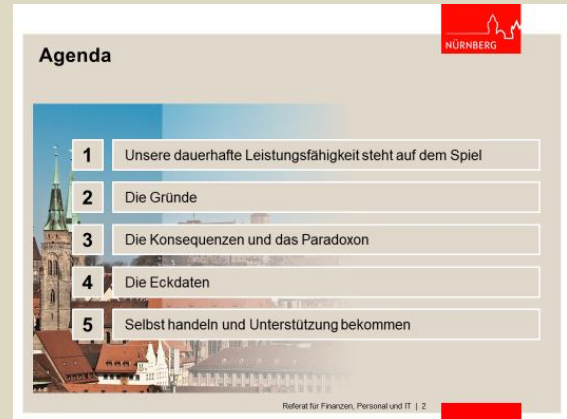 NÜRNBERG
Agenda
1 Unsere dauerhafte Leistungsfähigkeit steht auf dem Spiel
2 Die Gründe
3 Die Konsequenzen und das Paradoxon
4 Die Eckdaten
5 Selbst handeln und Unterstützung bekommen
Referat für Finanzen, Personal und IT | 2